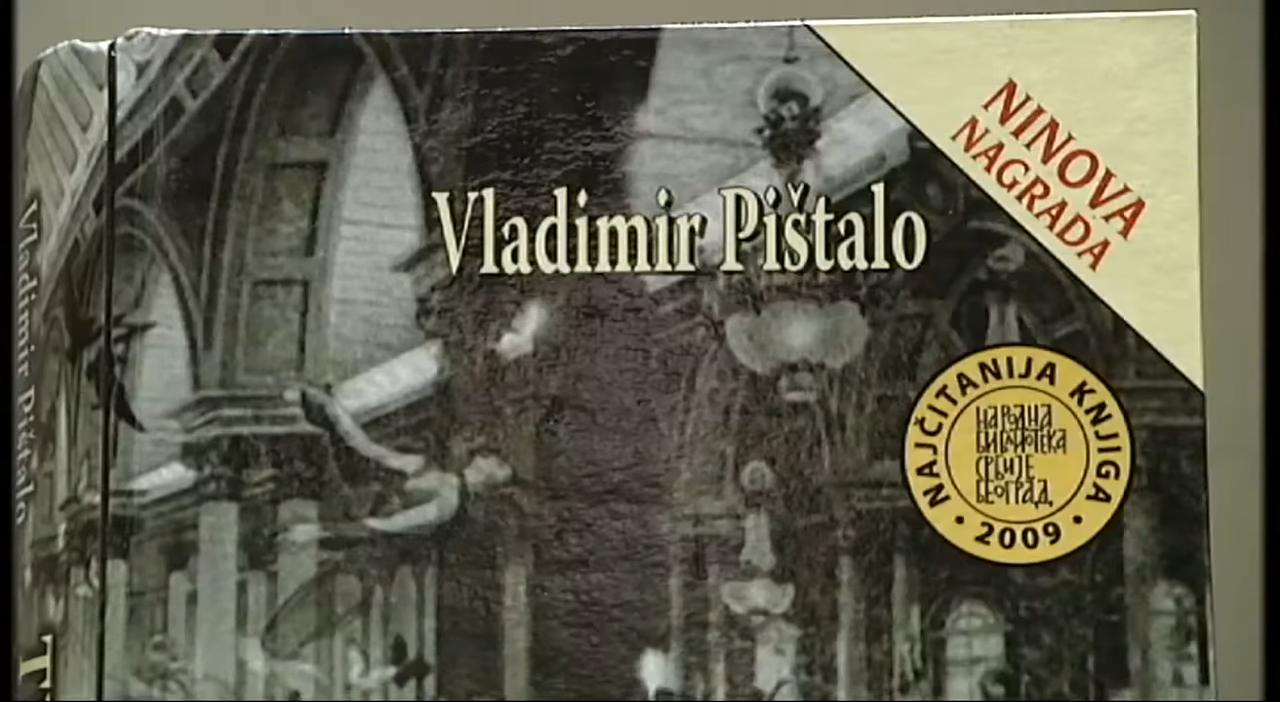 NINOVA
NAGRADA
Vladimir Pištalo
NAJČITANIJA KNJIGA
НАРОДНА
БИБЛИОТЕКА
СРБИЈЕ
БЕОГРАД
• 2009 •
Vladimir Pištalo
T